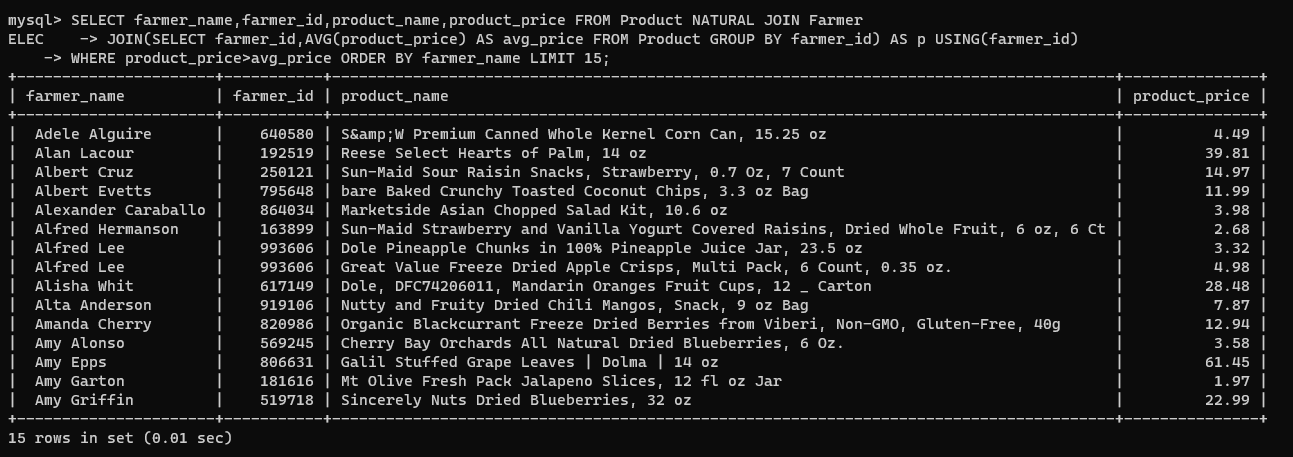 mysql> SELECT farmer_name,farmer_id,product_name,product_price FROM Product NATURAL JOIN Farmer
ELEC    -> JOIN(SELECT farmer_id,AVG(product_price) AS avg_price FROM Product GROUP BY farmer_id) AS p USING(farmer_id)
    -> WHERE product_price>avg_price ORDER BY farmer_name LIMIT 15;
| farmer_name | farmer_id | product_name | product_price |
| Adele Alguire | 640580 | S&amp;W Premium Canned Whole Kernel Corn Can, 15.25 oz | 4.49 |
| Alan Lacour | 192519 | Reese Select Hearts of Palm, 14 oz | 39.81 |
| Albert Cruz | 250121 | Sun-Maid Sour Raisin Snacks, Strawberry, 0.7 Oz, 7 Count | 14.97 |
| Albert Evetts | 795648 | bare Baked Crunchy Toasted Coconut Chips, 3.3 oz Bag | 11.99 |
| Alexander Caraballo | 864034 | Marketside Asian Chopped Salad Kit, 10.6 oz | 3.98 |
| Alfred Hermanson | 163899 | Sun-Maid Strawberry and Vanilla Yogurt Covered Raisins, Dried Whole Fruit, 6 oz, 6 Ct | 2.68 |
| Alfred Lee | 993606 | Dole Pineapple Chunks in 100% Pineapple Juice Jar, 23.5 oz | 3.32 |
| Alfred Lee | 993606 | Great Value Freeze Dried Apple Crisps, Multi Pack, 6 Count, 0.35 oz. | 4.98 |
| Alisha Whit | 617149 | Dole, DFC74206011, Mandarin Oranges Fruit Cups, 12 _ Carton | 28.48 |
| Alta Anderson | 919106 | Nutty and Fruity Dried Chili Mangos, Snack, 9 oz Bag | 7.87 |
| Amanda Cherry | 820986 | Organic Blackcurrant Freeze Dried Berries from Viberi, Non-GMO, Gluten-Free, 40g | 12.94 |
| Amy Alonso | 569245 | Cherry Bay Orchards All Natural Dried Blueberries, 6 Oz. | 3.58 |
| Amy Epps | 806631 | Galil Stuffed Grape Leaves | Dolma | 14 oz | 61.45 |
| Amy Garton | 181616 | Mt Olive Fresh Pack Jalapeno Slices, 12 fl oz Jar | 1.97 |
| Amy Griffin | 519718 | Sincerely Nuts Dried Blueberries, 32 oz | 22.99 |
15 rows in set (0.01 sec)